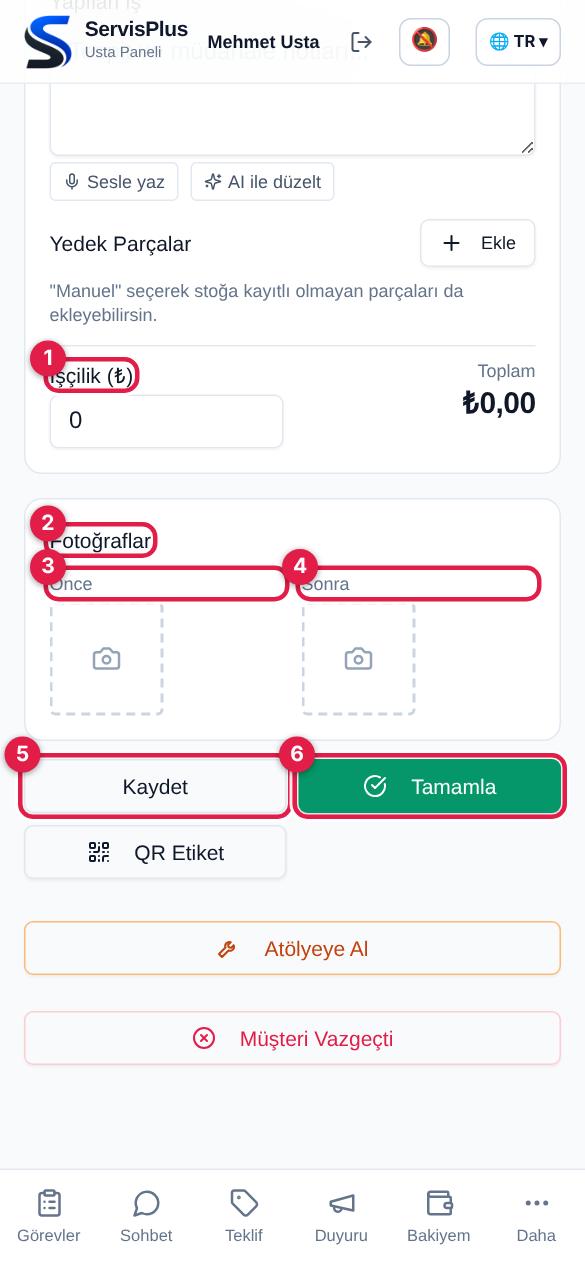 Yapılan İş
ServisPlus
Usta Paneli
Mehmet Usta
🌐 TR ▾
Sesle yaz
AI ile düzelt
Yedek Parçalar
Ekle
"Manuel" seçerek stoğa kayıtlı olmayan parçaları da
ekleyebilirsin.
1
İşçilik (₺)
Toplam
0
₺0,00
2
Fotoğraflar
3
Önce
4
Sonra
5
Kaydet
6
Tamamla
QR Etiket
Atölyeye Al
Müşteri Vazgeçti
Görevler
Sohbet
Teklif
Duyuru
Bakiyem
Daha